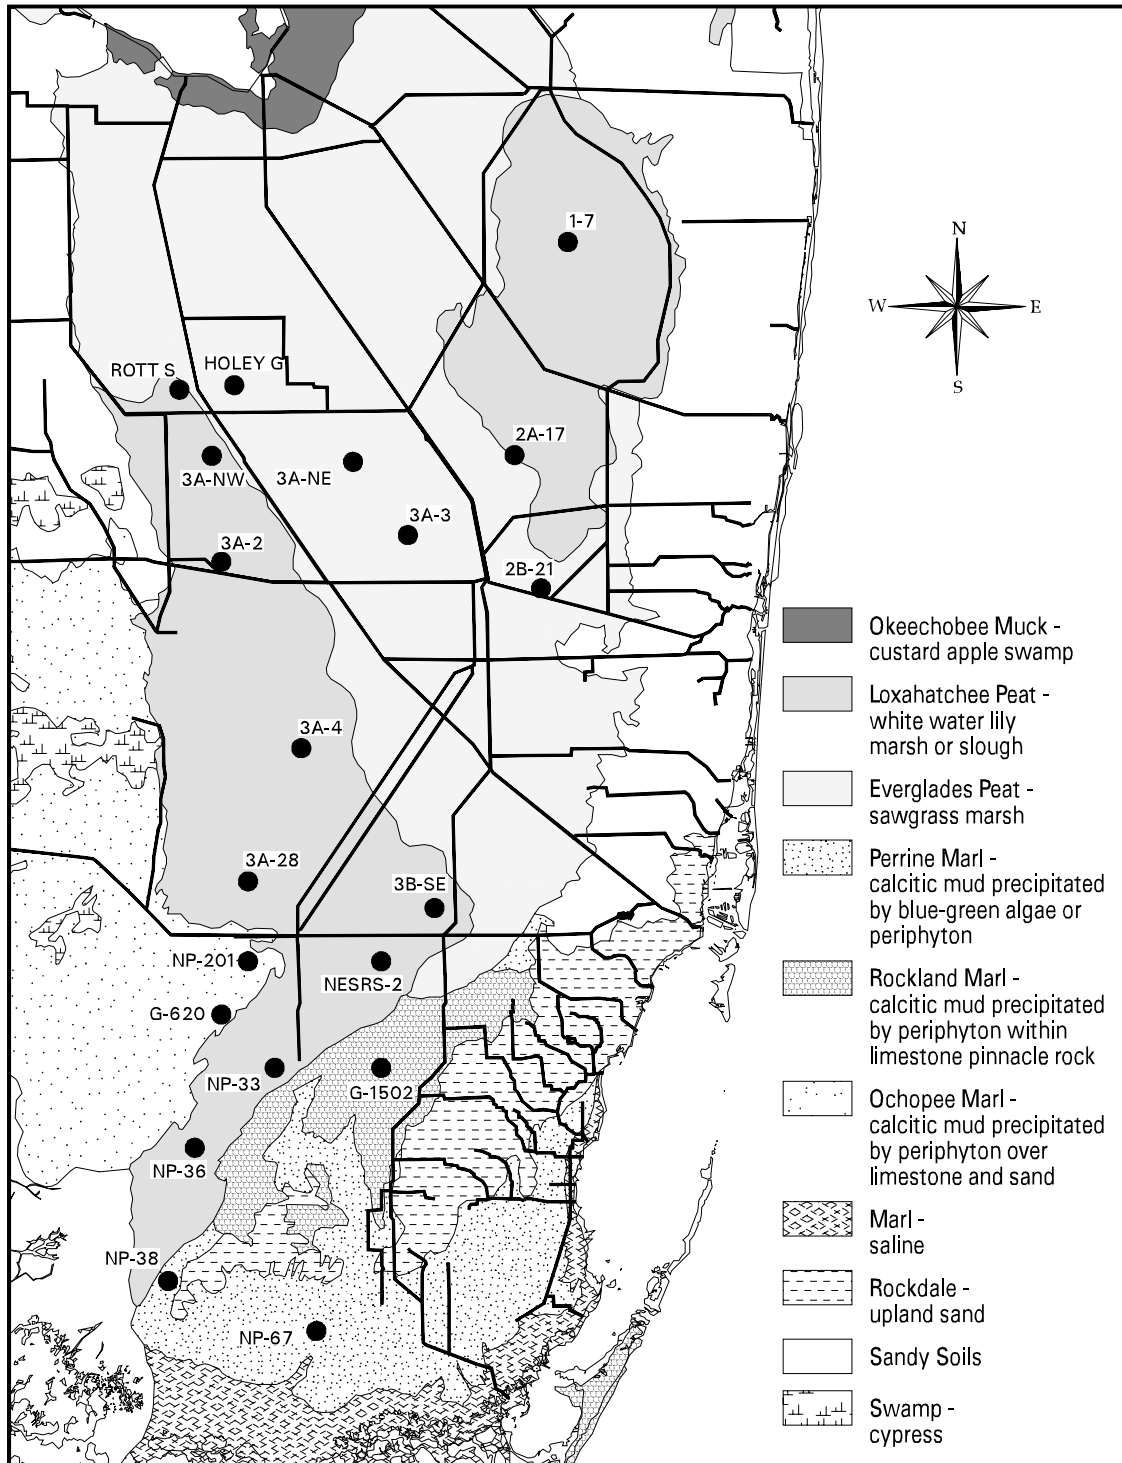 1-7
N
W
E
S
ROTT S
HOLEY G
2A-17
3A-NW
3A-NE
3A-3
3A-2
2B-21
Okeechobee Muck -
custard apple swamp
Loxahatchee Peat -
white water lily
marsh or slough
3A-4
Everglades Peat -
sawgrass marsh
3A-28
3B-SE
Perrine Marl -
calcitic mud precipitated
by blue-green algae or
periphyton
NP-201
NESRS-2
Rockland Marl -
calcitic mud precipitated
by periphyton within
limestone pinnacle rock
G-620
NP-33
G-1502
Ochopee Marl -
calcitic mud precipitated
by periphyton over
limestone and sand
NP-36
Marl -
saline
NP-38
Rockdale -
upland sand
NP-67
Sandy Soils
Swamp -
cypress